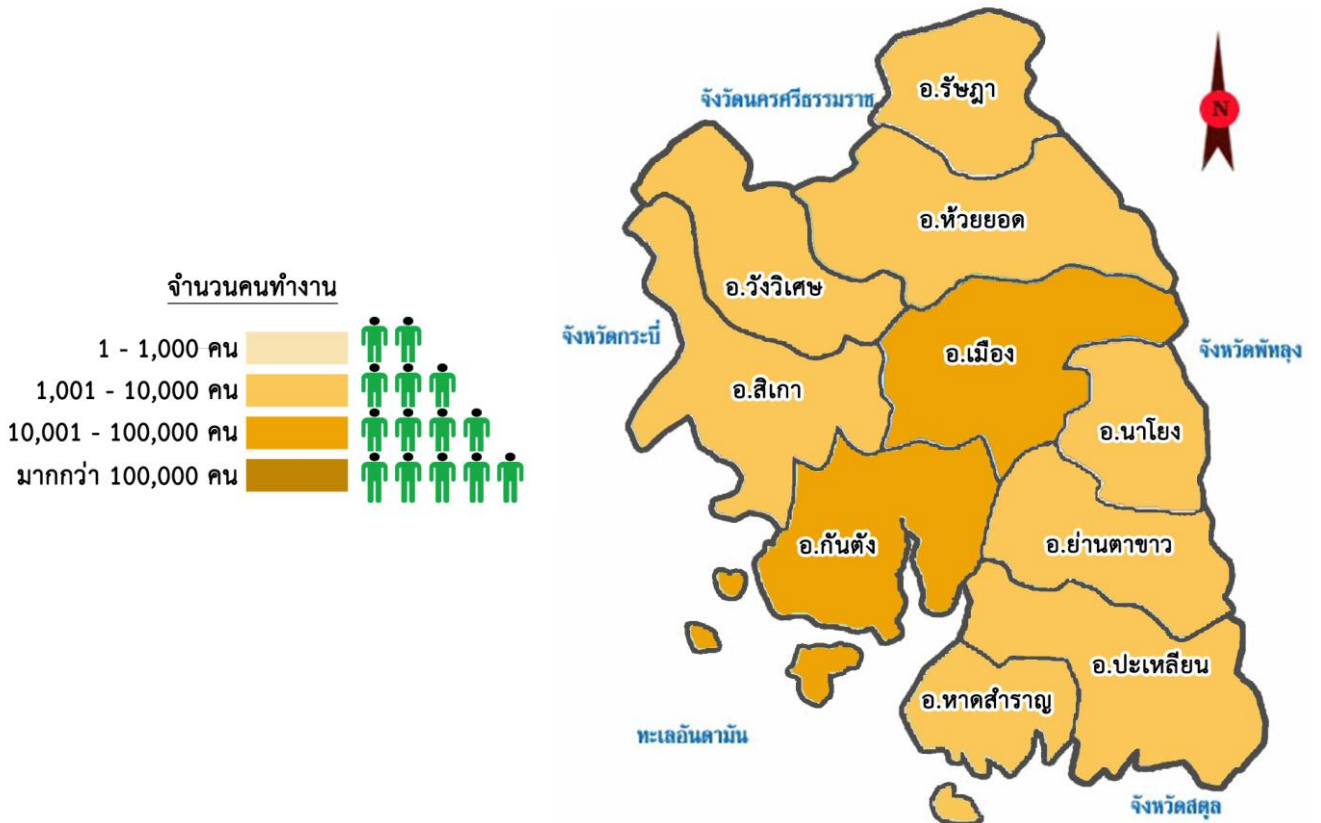 จำนวนคนทำงาน
1 - 1,000 คน
1,001 - 10,000 คน
10,001 - 100,000 คน
มากกว่า 100,000 คน
อ.รัษฎา
จังวัดนครศรีธรรมราช
N
อ.ห้วยยอด
อ.วังวิเศษ
จังหวัดกระบี่
อ.เมือง
จังหวัดพัทลุง
อ.สิเกา
อ.นาโยง
อ.กันตัง
อ.ย่านตาขาว
อ.ปะเหลียน
อ.หาดสำราญ
ทะเลอันดามัน
จังหวัดสตูล